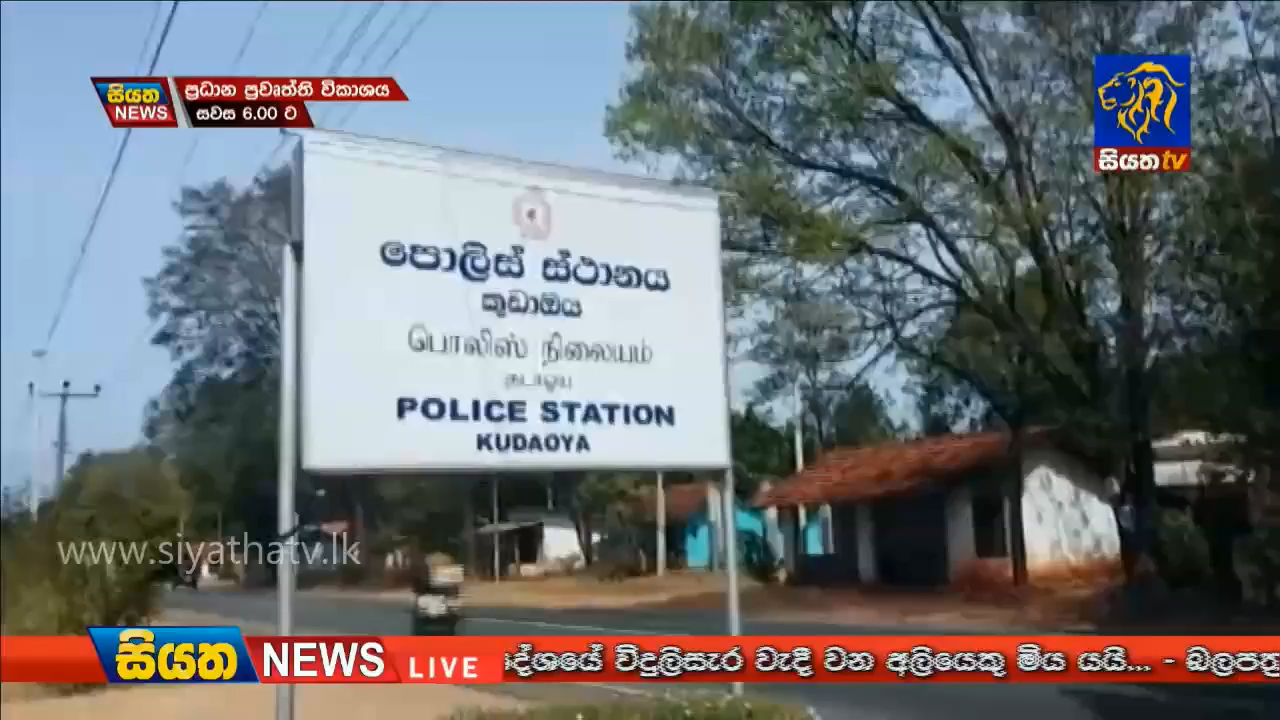 සියත
NEWS
ප්‍රධාන ප්‍රවෘත්ති විකාශය
සවස 6.00 ට
සියත tv
පොලිස් ස්ථානය
කුඩාඔය
பொலிஸ் நிலையம்
POLICE STATION
KUDAOYA
www.siyathatv.lk
සියත NEWS LIVE
විදුලිසැර වැදී වන අලියෙකු මිය යයි... -